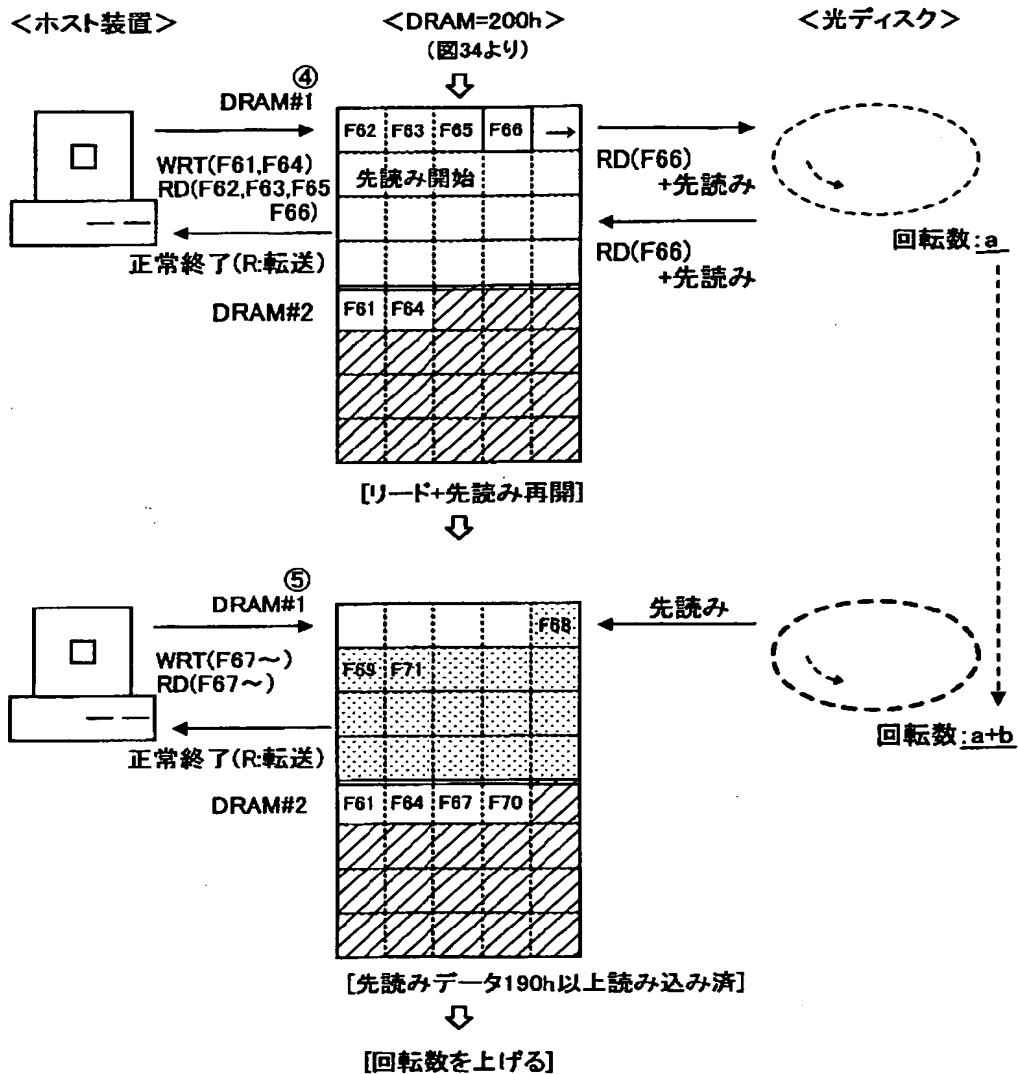 <ホスト装置>
<DRAM=200h>
(図34より)
<光ディスク>
④
DRAM#1
WRT(F61,F64)
RD(F62,F63,F65
F66)
正常終了(R:転送)
DRAM#2
F62 F63 F65 F66 →
先読み開始
F61 F64
RD(F66)
+先読み
RD(F66)
+先読み
回転数:a
[リード+先読み再開]
⑤
DRAM#1
WRT(F67～)
RD(F67～)
正常終了(R:転送)
DRAM#2
F68
F69 F71
F61 F64 F67 F70
先読み
回転数:a+b
[先読みデータ190h以上読み込み済]
[回転数を上げる]